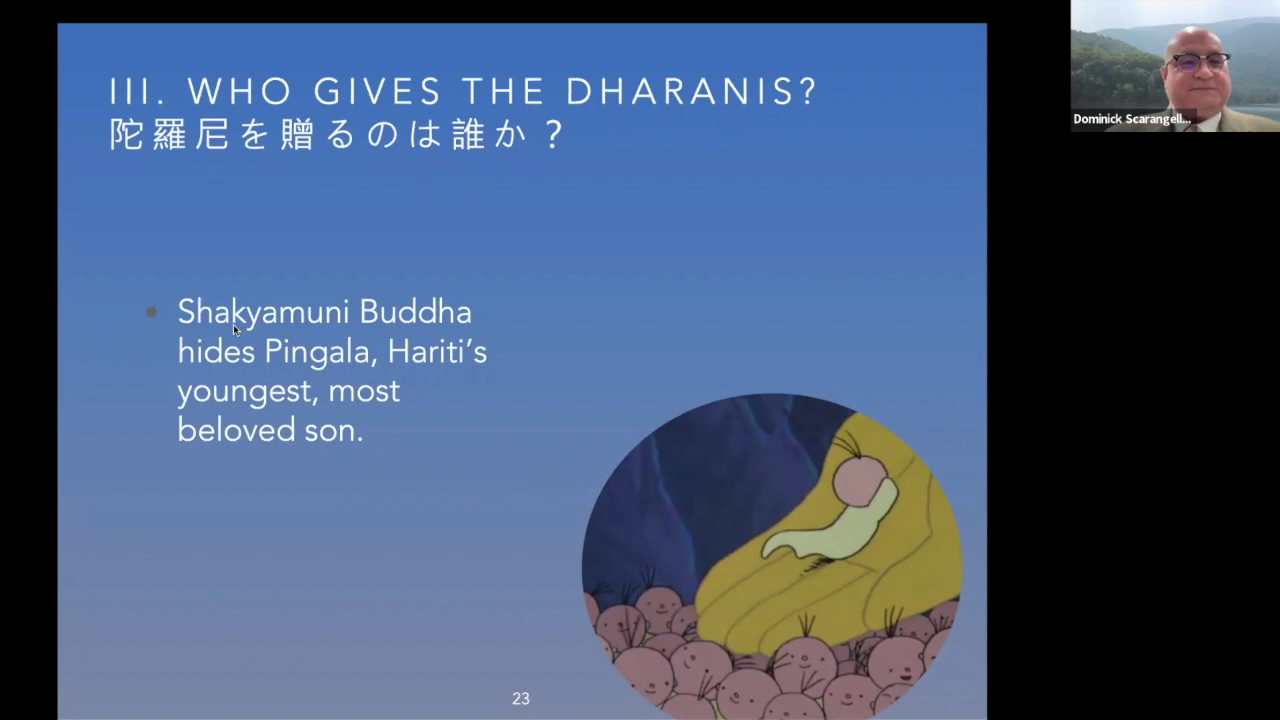 III. WHO GIVES THE DHARANIS?
陀羅尼を贈るのは誰か？
Shakyamuni Buddha
hides Pingala, Hariti's
youngest, most
beloved son.
23
Dominick Scarangell...